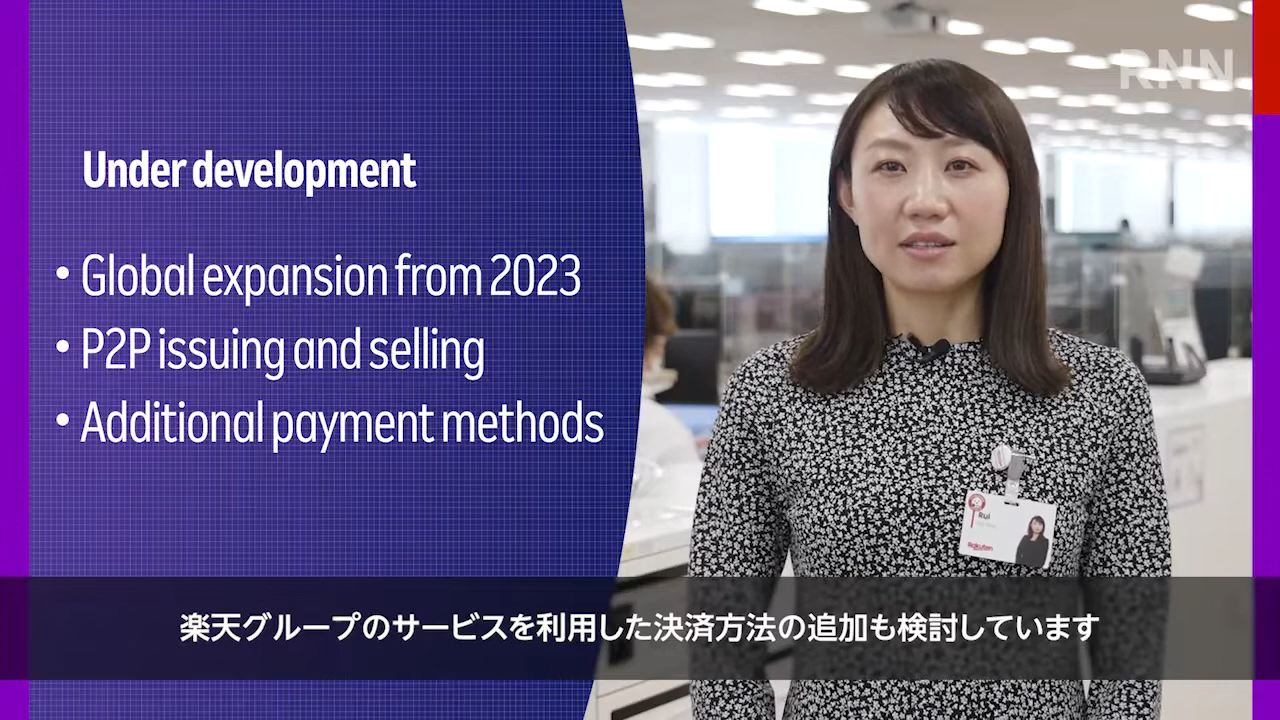 RNN
Under development
• Global expansion from 2023
• P2P issuing and selling
• Additional payment methods
Rui
Rakuten
楽天グループのサービスを利用した決済方法の追加も検討しています